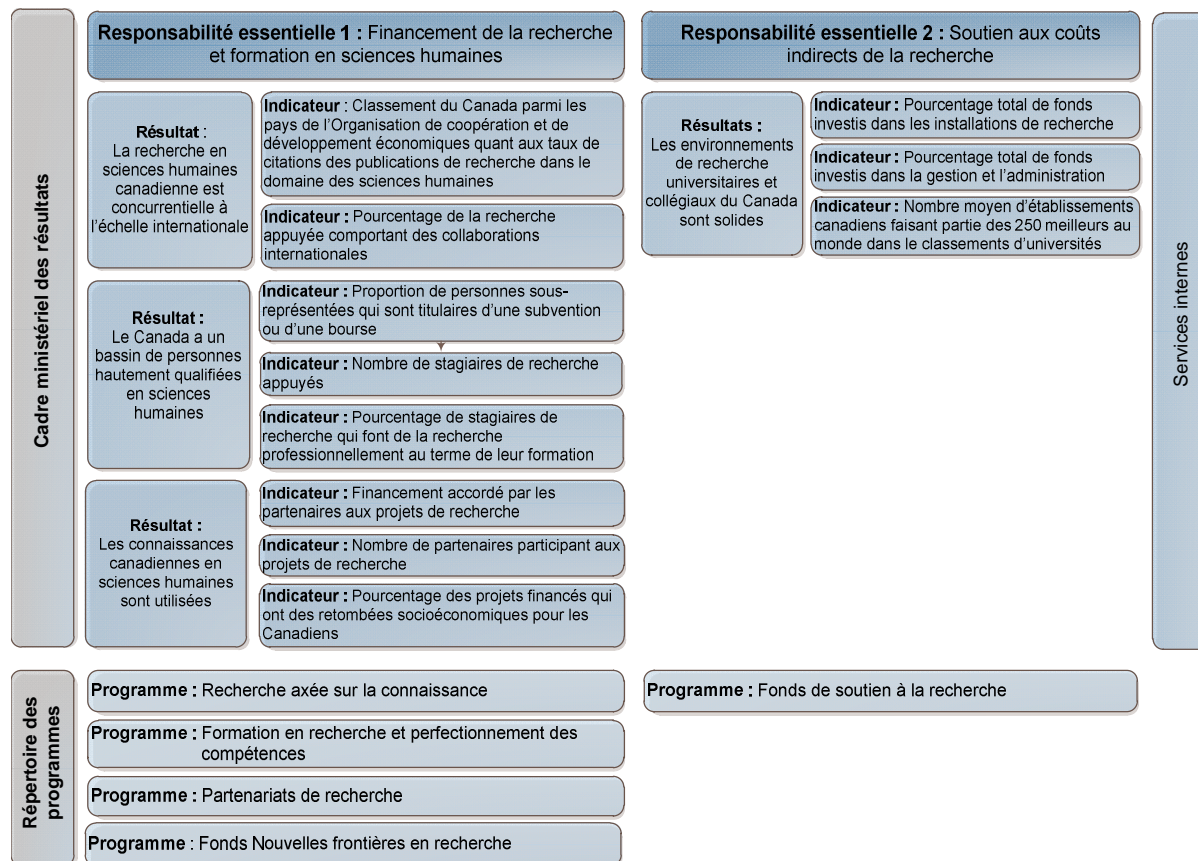 Cadre ministériel des résultats
Responsabilité essentielle 1 : Financement de la recherche
et formation en sciences humaines
Résultat :
La recherche en
sciences humaines
canadienne est
concurrentielle à
l'échelle internationale
Indicateur : Classement du Canada parmi les
pays de l'Organisation de coopération et de
développement économiques quant aux taux de
citations des publications de recherche dans le
domaine des sciences humaines
Indicateur : Pourcentage de la recherche
appuyée comportant des collaborations
internationales
Résultat :
Le Canada a un
bassin de personnes
hautement qualifiées
en sciences
humaines
Indicateur : Proportion de personnes sous-
représentées qui sont titulaires d'une subvention
ou d'une bourse
Indicateur : Nombre de stagiaires de recherche
appuyés
Indicateur : Pourcentage de stagiaires de
recherche qui font de la recherche
professionnellement au terme de leur formation
Résultat :
Les connaissances
canadiennes en
sciences humaines
sont utilisées
Indicateur : Financement accordé par les
partenaires aux projets de recherche
Indicateur : Nombre de partenaires participant aux
projets de recherche
Indicateur : Pourcentage des projets financés qui
ont des retombées socioéconomiques pour les
Canadiens
Responsabilité essentielle 2 : Soutien aux coûts
indirects de la recherche
Résultats :
Les environnements
de recherche
universitaires et
collégiaux du Canada
sont solides
Indicateur : Pourcentage total de fonds
investis dans les installations de recherche
Indicateur : Pourcentage total de fonds
investis dans la gestion et l'administration
Indicateur : Nombre moyen d'établissements
canadiens faisant partie des 250 meilleurs au
monde dans le classements d'universités
Services internes
Répertoire des
programmes
Programme : Recherche axée sur la connaissance
Programme : Formation en recherche et perfectionnement des
compétences
Programme : Partenariats de recherche
Programme : Fonds Nouvelles frontières en recherche
Programme : Fonds de soutien à la recherche